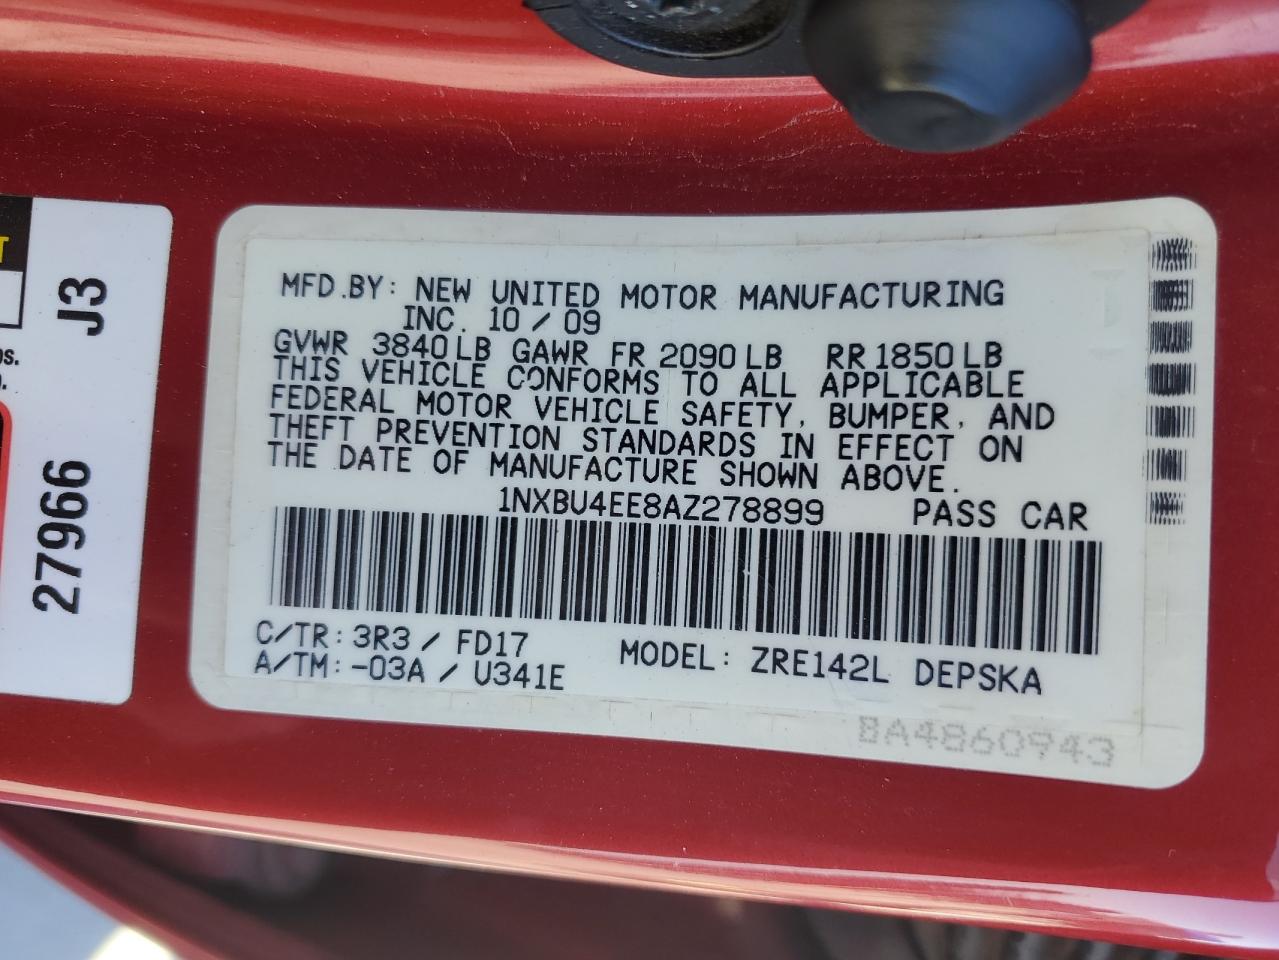 T
J3
os.
27966
MFD.BY: NEW UNITED MOTOR MANUFACTURING
INC. 10 / 09
GVWR 3840LB GAWR FR 2090LB RR1850LB
THIS VEHICLE CONFORMS TO ALL APPLICABLE
FEDERAL MOTOR VEHICLE SAFETY, BUMPER, AND
THEFT PREVENTION STANDARDS IN EFFECT ON
THE DATE OF MANUFACTURE SHOWN ABOVE.
1NXBU4EE8AZ278899 PASS CAR
C/TR: 3R3 / FD17 MODEL: ZRE142L DEPSKA
A/TM: -03A / U341E
BA4860943